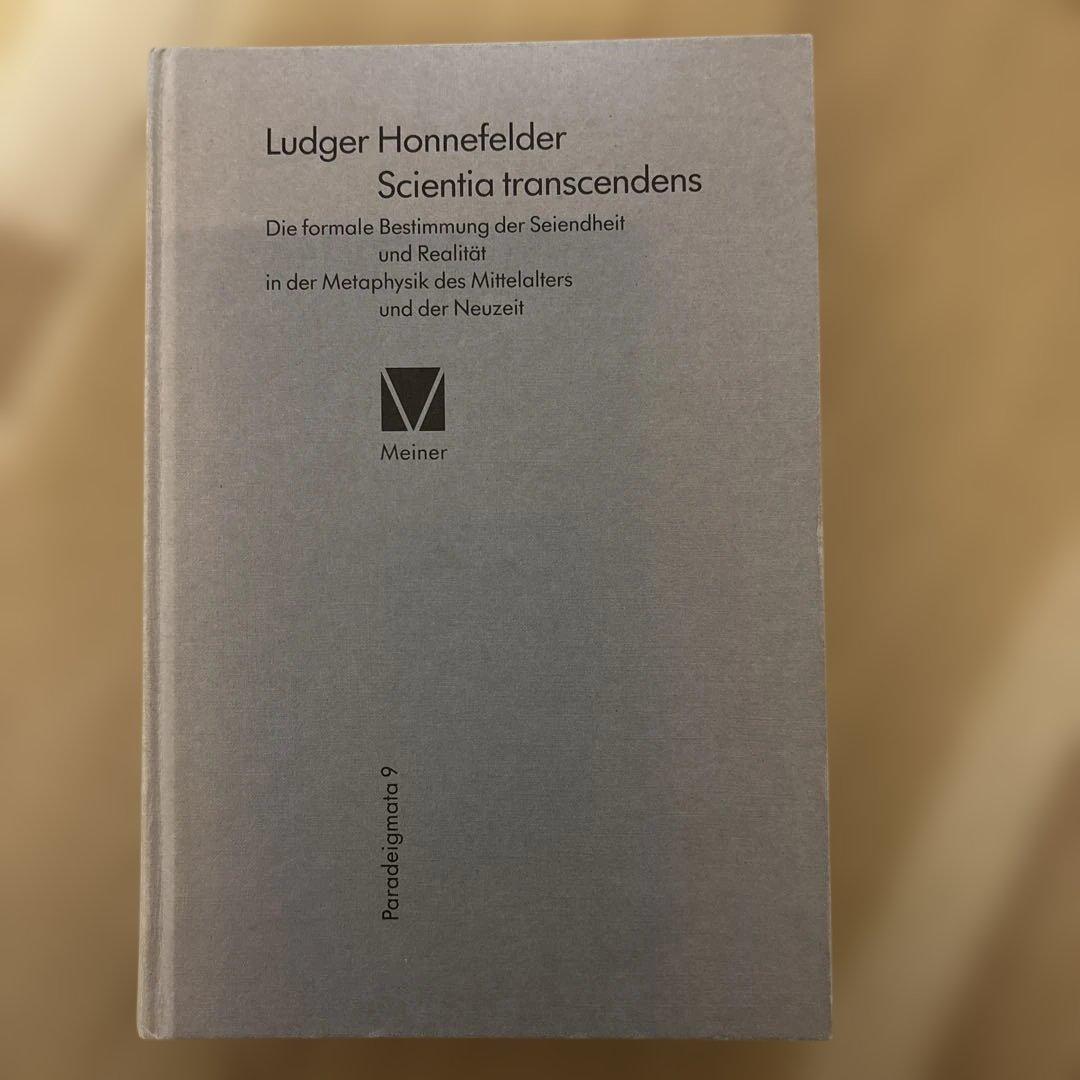 Ludger Honnefelder
Scientia transcendens
Die formale Bestimmung der Seiendheit
und Realität
in der Metaphysik des Mittelalters
und der Neuzeit
Meiner
Paradeigmata 9